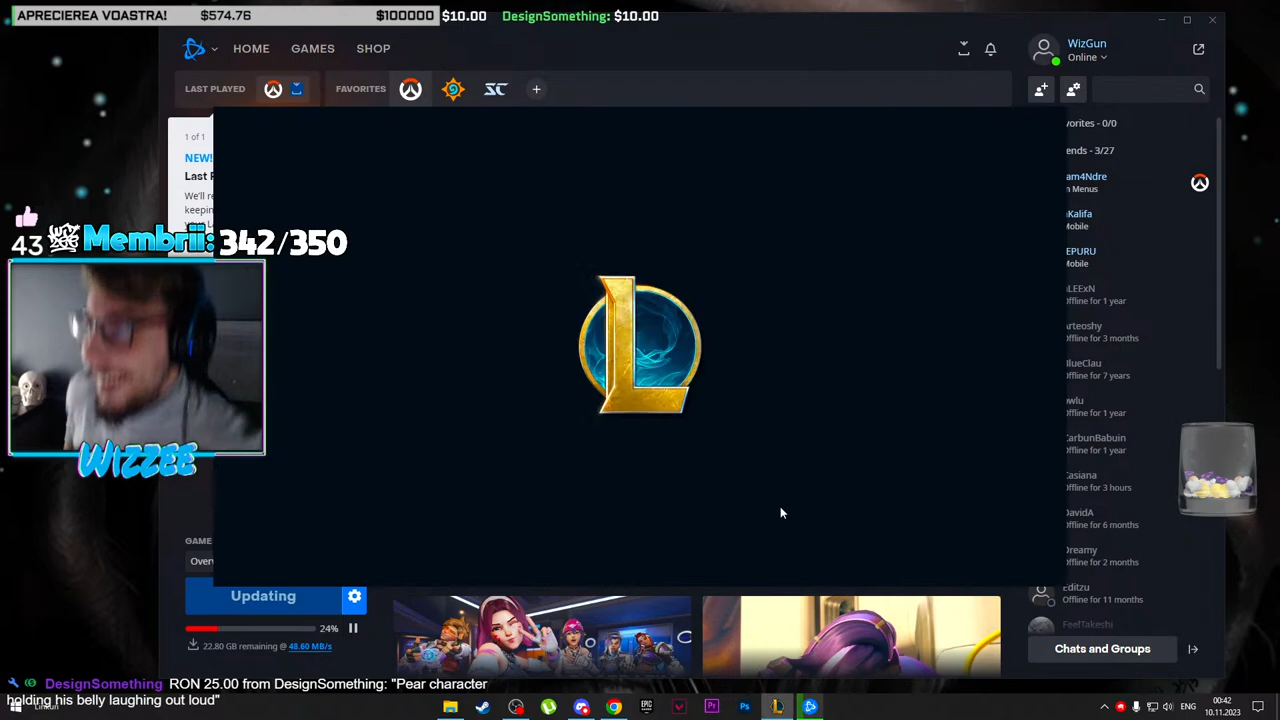 APRECIEREA VOASTRA! $574.76 $100000 $10.00 DesignSomething: $10.00
HOME GAMES SHOP
WizGun
Online
LAST PLAYED FAVORITES
1 of 1
NEW!
Last
We'll re
keepin
vorites - 0/0
ends - 3/27
am4Ndre
n Menus
Kalifa
Mobile
EPURU
Mobile
LEExN
Offline for 1 year
Arteoshy
Offline for 3 months
BlueClau
Offline for 7 years
owlu
Offline for 1 year
CarbunBabuin
Offline for 1 year
Casiana
Offline for 3 hours
DavidA
Offline for 6 months
Dreamy
Offline for 2 months
Editzu
Offline for 11 months
FeelTakeshi
Chats and Groups
43 Membrii: 342/350
WIZZEE
L
GAME
Over
Updating
24%
22.80 GB remaining @ 48.60 MB/s
DesignSomething RON 25.00 from DesignSomething: "Pear character
holding his belly laughing out loud"
ENG
00:42
10.11.2023